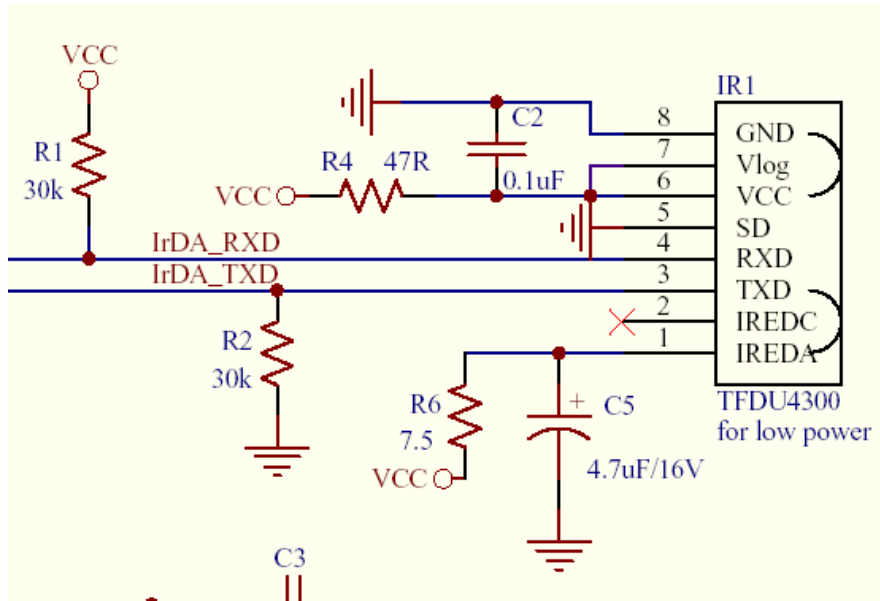 VCC
IR1
R1
30k
C2
0.1uF
R4 47R
VCC
8 GND
7 Vlog
6 VCC
5 SD
4 RXD
3 TXD
2 IREDC
1 IREDA
IrDA_RXD
IrDA_TXD
R2
30k
R6
7.5
VCC
+ C5
4.7uF/16V
TFDU4300
for low power
C3